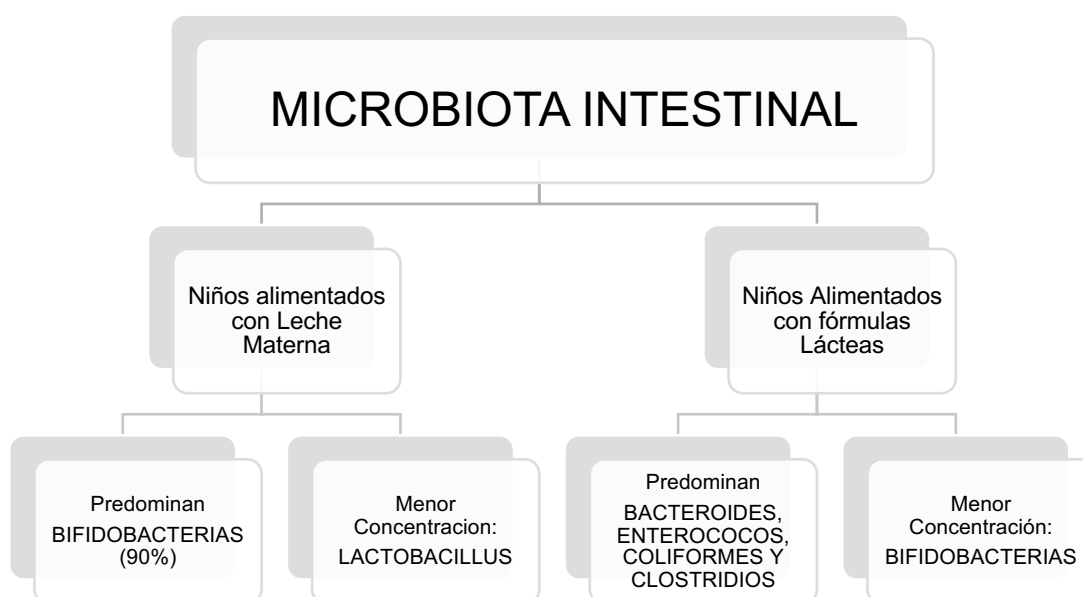 MICROBIOTA INTESTINAL
Niños alimentados
con Leche
Materna
Niños Alimentados
con fórmulas
Lácteas
Predominan
BIFIDOBACTERIAS
(90%)
Menor
Concentracion:
LACTOBACILLUS
Predominan
BACTEROIDES,
ENTEROCOCOS,
COLIFORMES Y
CLOSTRIDIOS
Menor
Concentración:
BIFIDOBACTERIAS